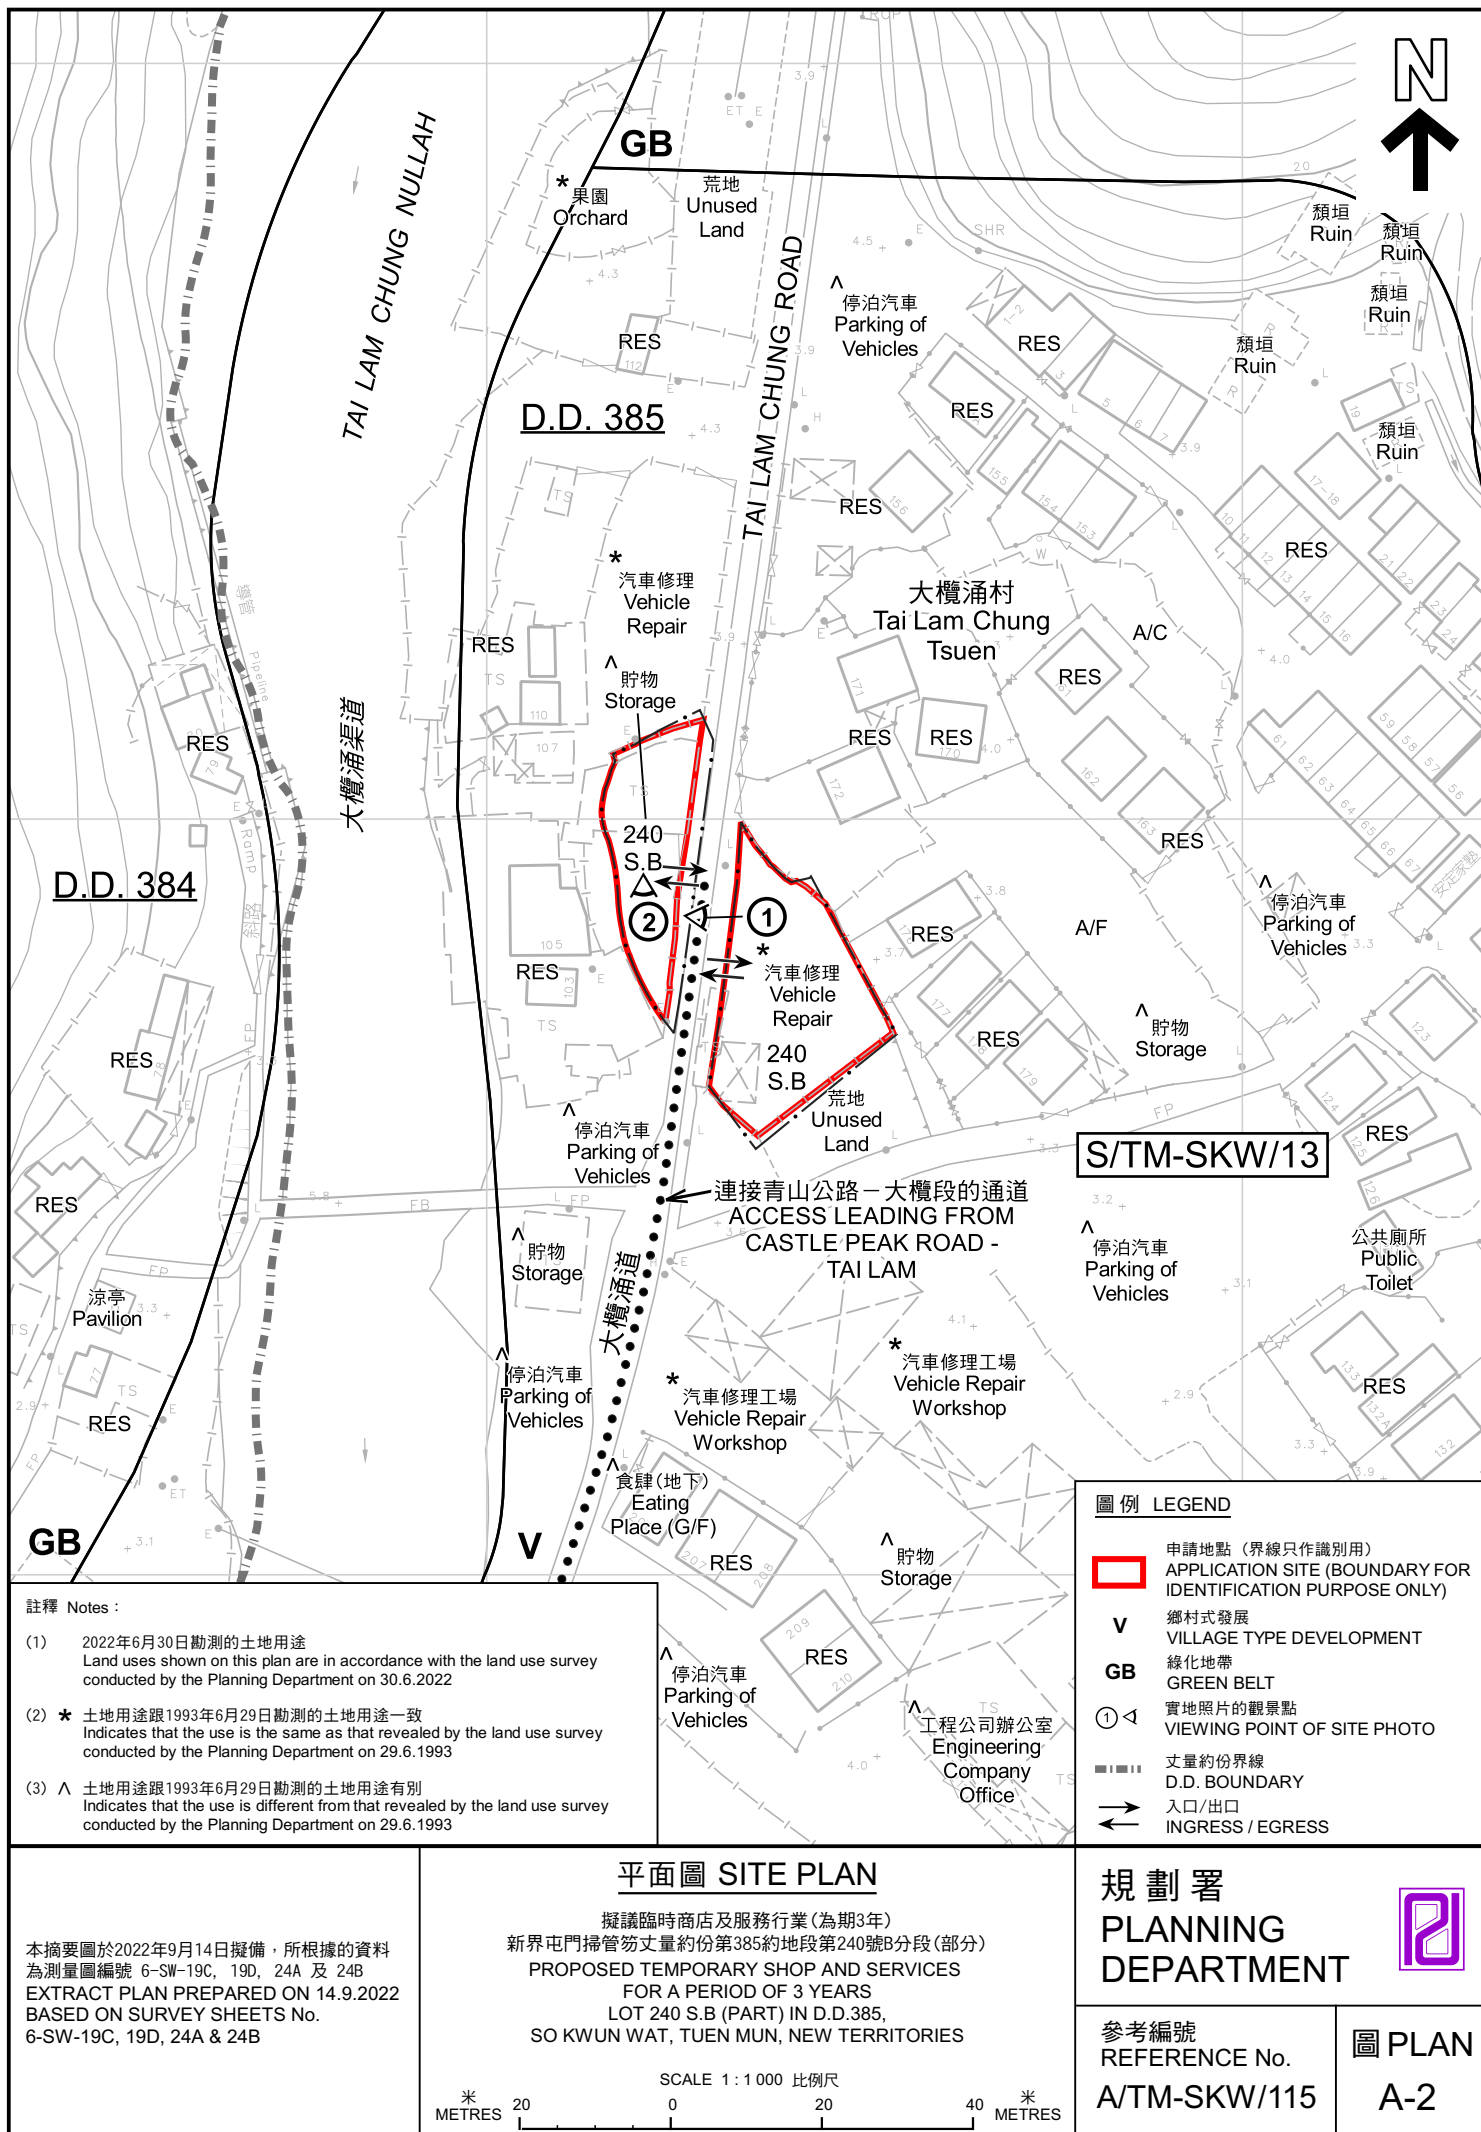 N
GB
TAI LAM CHUNG NULLAH
*
果園
Orchard
荒地
Unused
Land
頹垣
Ruin
頹垣
Ruin
頹垣
Ruin
頹垣
Ruin
頹垣
Ruin
^
停泊汽車
Parking of
Vehicles
TAI LAM CHUNG ROAD
RES
RES
RES
D.D. 385
RES
RES
*
汽車修理
Vehicle
Repair
大欖涌村
Tai Lam Chung
Tsuen
A/C
RES
RES
^
貯物
Storage
RES
RES
RES
大欖涌渠道
240
S.B
RES
D.D. 384
2
1
^
停泊汽車
Parking of
Vehicles
RES
A/F
*
汽車修理
Vehicle
Repair
RES
240
S.B
RES
^
貯物
Storage
RES
荒地
Unused
Land
^
停泊汽車
Parking of
Vehicles
RES
S/TM-SKW/13
RES
連接青山公路－大欖段的通道
ACCESS LEADING FROM
CASTLE PEAK ROAD -
TAI LAM
^
貯物
Storage
^
停泊汽車
Parking of
Vehicles
公共廁所
Public
Toilet
涼亭
Pavilion
大欖涌道
^
停泊汽車
Parking of
Vehicles
*
汽車修理工場
Vehicle Repair
Workshop
*
汽車修理工場
Vehicle Repair
Workshop
RES
RES
^
食肆(地下)
Eating
Place (G/F)
RES
GB
V
^
貯物
Storage
RES
^
停泊汽車
Parking of
Vehicles
^
工程公司辦公室
Engineering
Company
Office
圖例 LEGEND
申請地點 (界線只作識別用)
APPLICATION SITE (BOUNDARY FOR
IDENTIFICATION PURPOSE ONLY)
V 鄉村式發展
VILLAGE TYPE DEVELOPMENT
GB 綠化地帶
GREEN BELT
1 實地照片的觀景點
VIEWING POINT OF SITE PHOTO
丈量約份界線
D.D. BOUNDARY
入口/出口
INGRESS / EGRESS
註釋 Notes :
(1) 2022年6月30日勘測的土地用途
Land uses shown on this plan are in accordance with the land use survey
conducted by the Planning Department on 30.6.2022
(2) * 土地用途跟1993年6月29日勘測的土地用途一致
Indicates that the use is the same as that revealed by the land use survey
conducted by the Planning Department on 29.6.1993
(3) ^ 土地用途跟1993年6月29日勘測的土地用途有別
Indicates that the use is different from that revealed by the land use survey
conducted by the Planning Department on 29.6.1993
本摘要圖於2022年9月14日擬備，所根據的資料
為測量圖編號 6-SW-19C, 19D, 24A 及 24B
EXTRACT PLAN PREPARED ON 14.9.2022
BASED ON SURVEY SHEETS No.
6-SW-19C, 19D, 24A & 24B
平面圖 SITE PLAN
擬議臨時商店及服務行業(為期3年)
新界屯門掃管笏丈量約份第385約地段第240號B分段(部分)
PROPOSED TEMPORARY SHOP AND SERVICES
FOR A PERIOD OF 3 YEARS
LOT 240 S.B (PART) IN D.D.385,
SO KWUN WAT, TUEN MUN, NEW TERRITORIES
SCALE 1 : 1 000 比例尺
米 METRES 20 0 20 40 米 METRES
規劃署
PLANNING
DEPARTMENT
參考編號
REFERENCE No.
A/TM-SKW/115
圖 PLAN
A-2